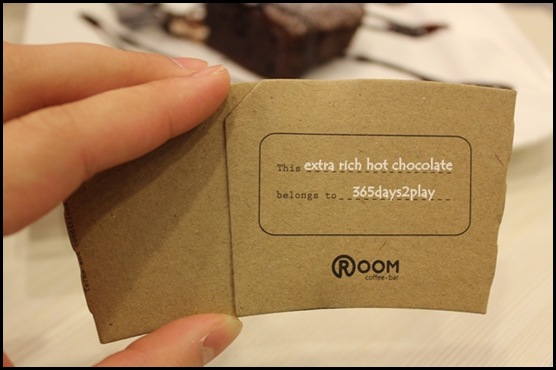 This extra rich hot chocolate
belongs to 365days2play
ROOM
coffee·bar